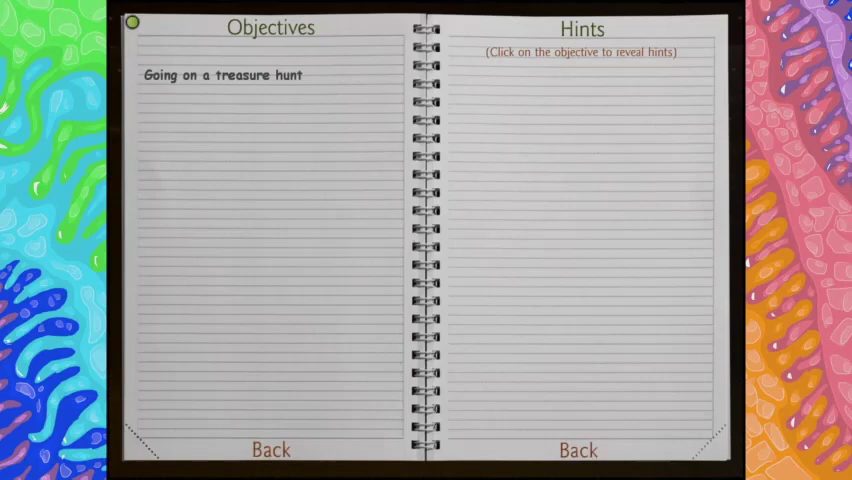 Objectives
Going on a treasure hunt
Back
Hints
(Click on the objective to reveal hints)
Back